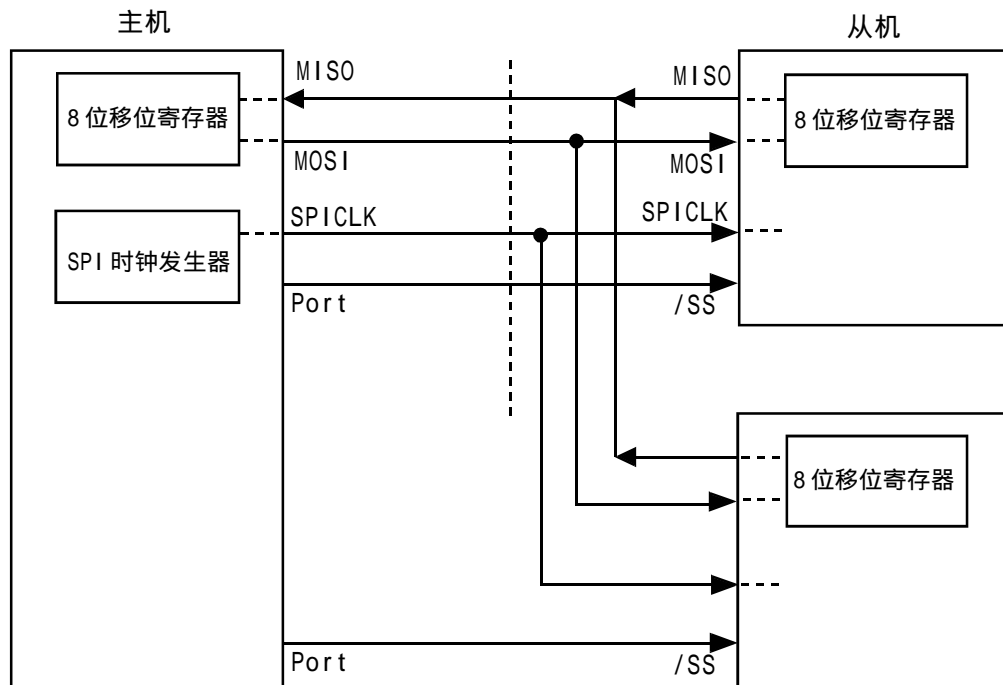 主机
从机
MISO
MISO
8 位移位寄存器
8 位移位寄存器
MOSI
MOSI
SPICLK
SPICLK
SPI 时钟发生器
Port
/SS
8 位移位寄存器
Port
/SS